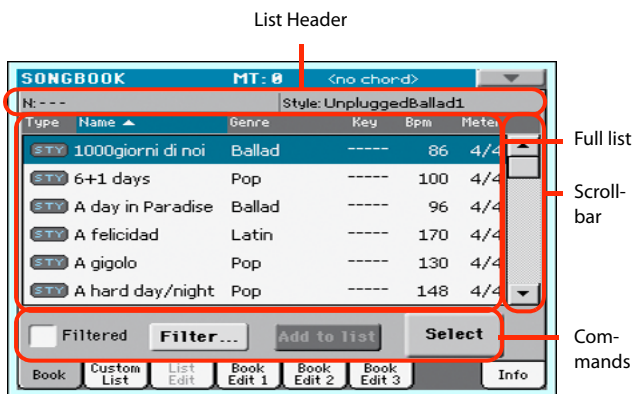 List Header
SONGBOOK MT: 0 <no chord>
N: --- Style: UnpluggedBallad1
Type Name Genre Key Bpm Meter
STY 1000giorni di noi Ballad ----- 86 4/4
STY 6+1 days Pop ----- 100 4/4
STY A day in Paradise Ballad ----- 96 4/4
STY A felicidad Latin ----- 170 4/4
STY A gigolo Pop ----- 130 4/4
STY A hard day/night Pop ----- 148 4/4
Full list
Scroll-
bar
Filtered Filter... Add to list Select
Com-
mands
Book Custom List List Edit Book Edit 1 Book Edit 2 Book Edit 3 Info